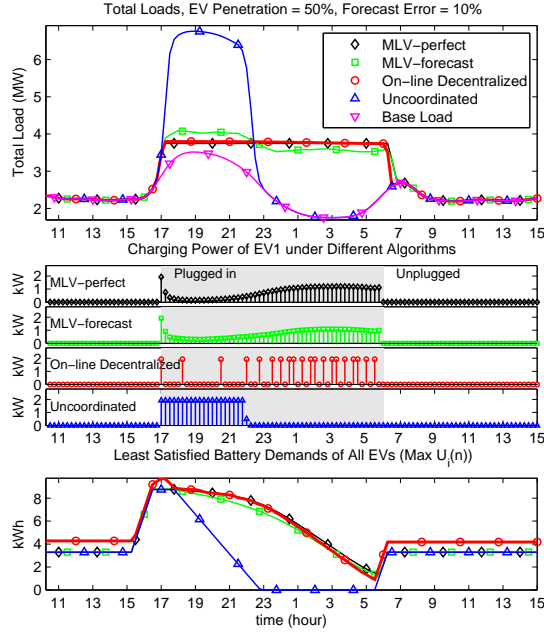 Total Loads, EV Penetration = 50%, Forecast Error = 10%
Total Load (MW)
6
5
4
3
2
MLV-perfect
MLV-forecast
On-line Decentralized
Uncoordinated
Base Load
11 13 15 17 19 21 23 1 3 5 7 9 11 13 15
Charging Power of EV1 under Different Algorithms
kW 2 1 0 MLV-perfect Plugged in Unplugged
kW 2 1 0 MLV-forecast
kW 2 1 0 On-line Decentralized
kW 2 1 0 Uncoordinated
11 13 15 17 19 21 23 1 3 5 7 9 11 13 15
Least Satisfied Battery Demands of All EVs (Max U_i(n))
kWh
8
6
4
2
0
11 13 15 17 19 21 23 1 3 5 7 9 11 13 15
time (hour)